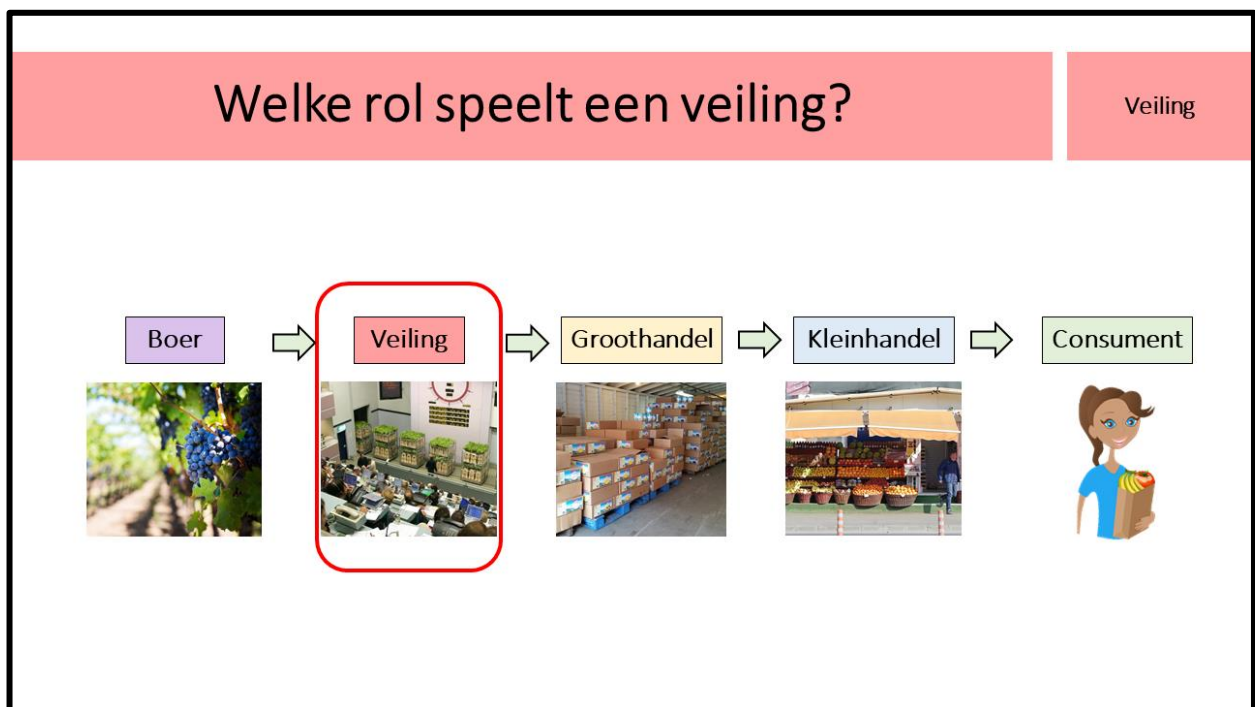 Welke rol speelt een veiling?
Veiling
Boer
Veiling
Groothandel
Kleinhandel
Consument